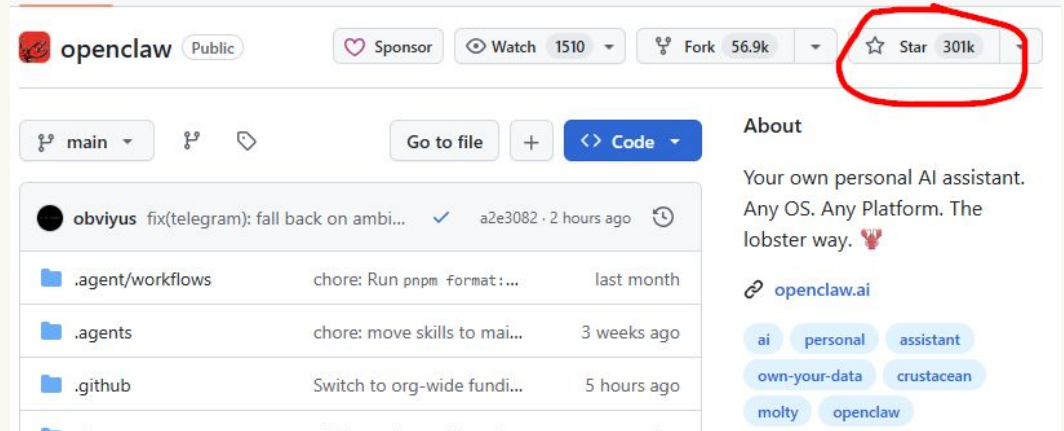 openclaw Public Sponsor Watch 1510 Fork 56.9k Star 301k
main Go to file + Code
obviyus fix(telegram): fall back on ambi... a2e3082 · 2 hours ago
.agent/workflows chore: Run pnpm format:... last month
.agents chore: move skills to mai... 3 weeks ago
.github Switch to org-wide fundi... 5 hours ago
About
Your own personal AI assistant.
Any OS. Any Platform. The
lobster way. 🦞
openclaw.ai
ai personal assistant
own-your-data crustacean
molty openclaw